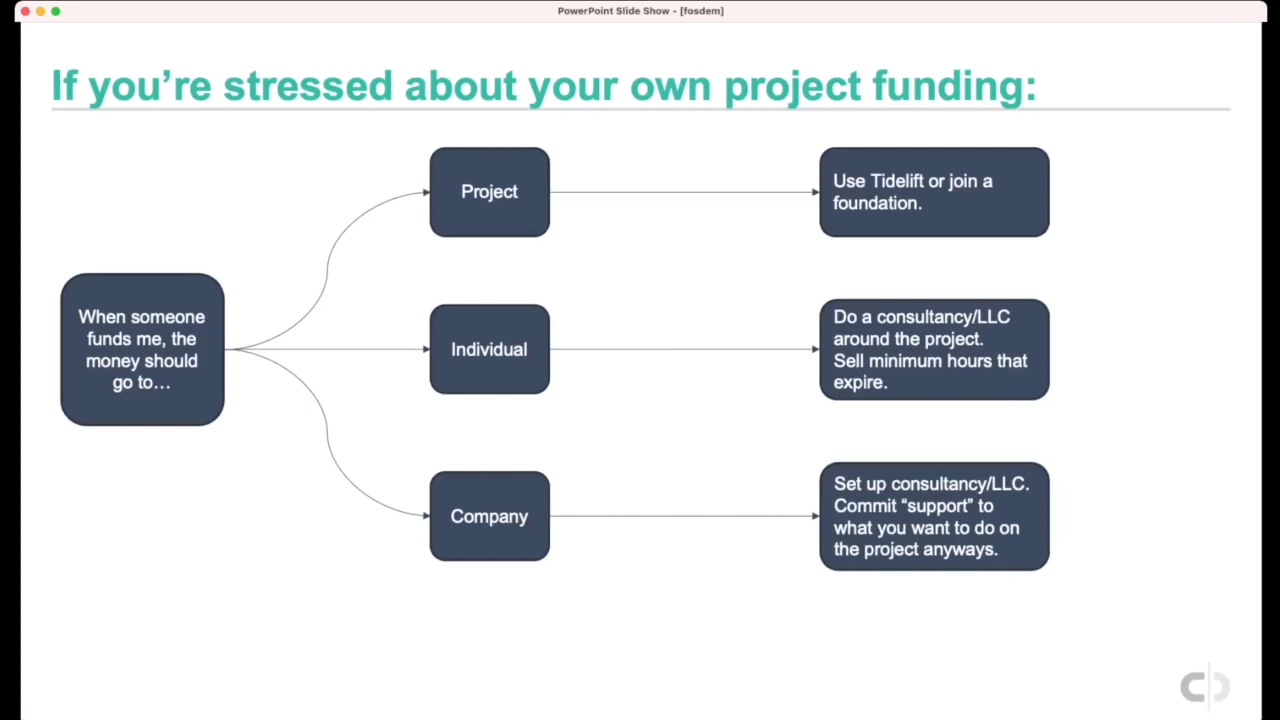 PowerPoint Slide Show - [fosdem]
If you’re stressed about your own project funding:
When someone
funds me, the
money should
go to…
Project
Use Tidelift or join a
foundation.
Individual
Do a consultancy/LLC
around the project.
Sell minimum hours that
expire.
Company
Set up consultancy/LLC.
Commit “support” to
what you want to do on
the project anyways.